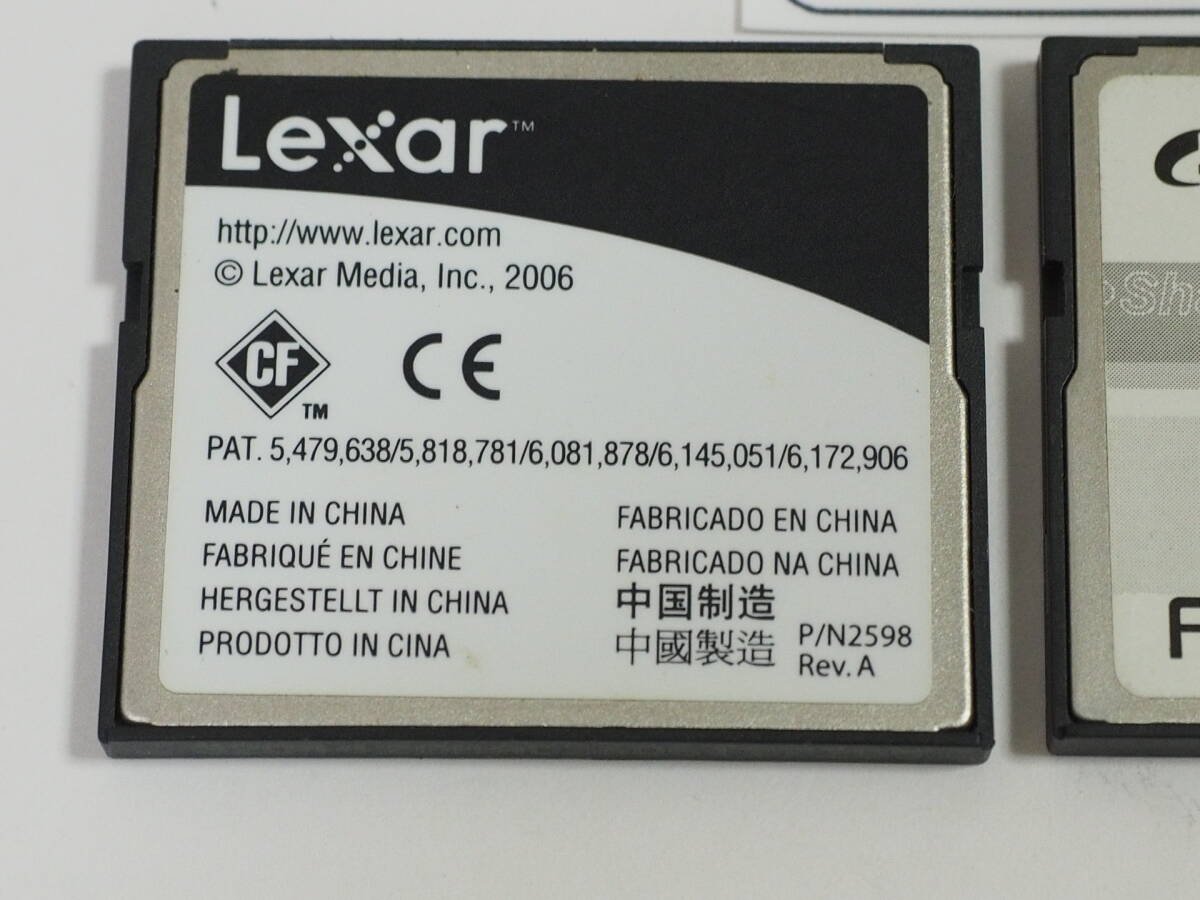 Lexar™
http://www.lexar.com
© Lexar Media, Inc., 2006
CF™
CE
PAT. 5,479,638/5,818,781/6,081,878/6,145,051/6,172,906
MADE IN CHINA
FABRIQUÉ EN CHINE
HERGESTELLT IN CHINA
PRODOTTO IN CINA
FABRICADO EN CHINA
FABRICADO NA CHINA
中国制造
中國製造
P/N2598
Rev. A